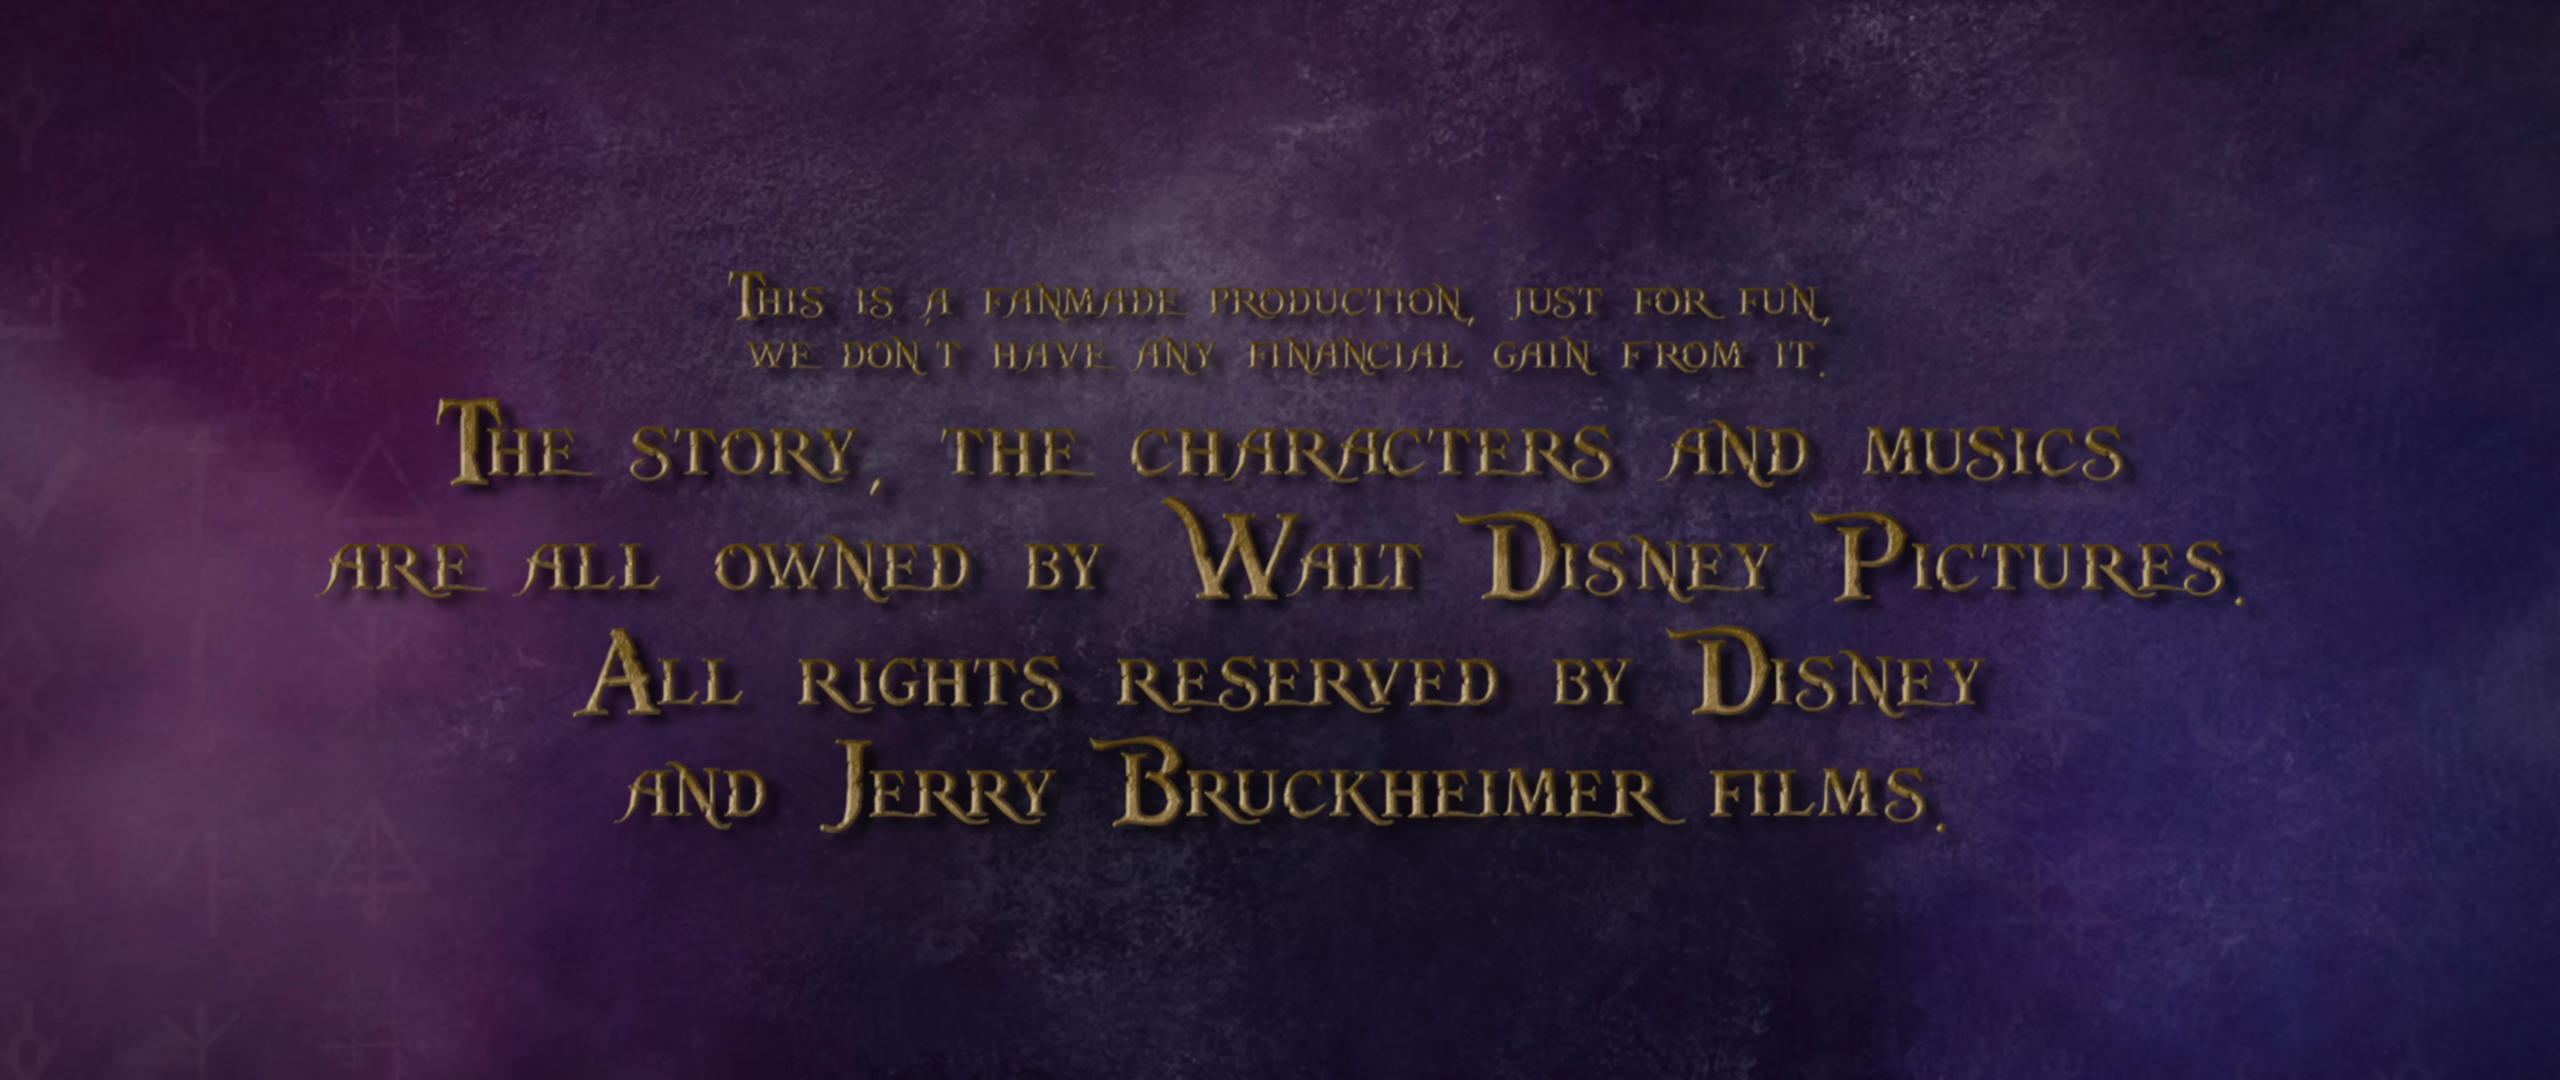 This is a fanmade production, just for fun,
we don't have any financial gain from it.
The story, the characters and musics
are all owned by Walt Disney Pictures.
All rights reserved by Disney
and Jerry Bruckheimer films.